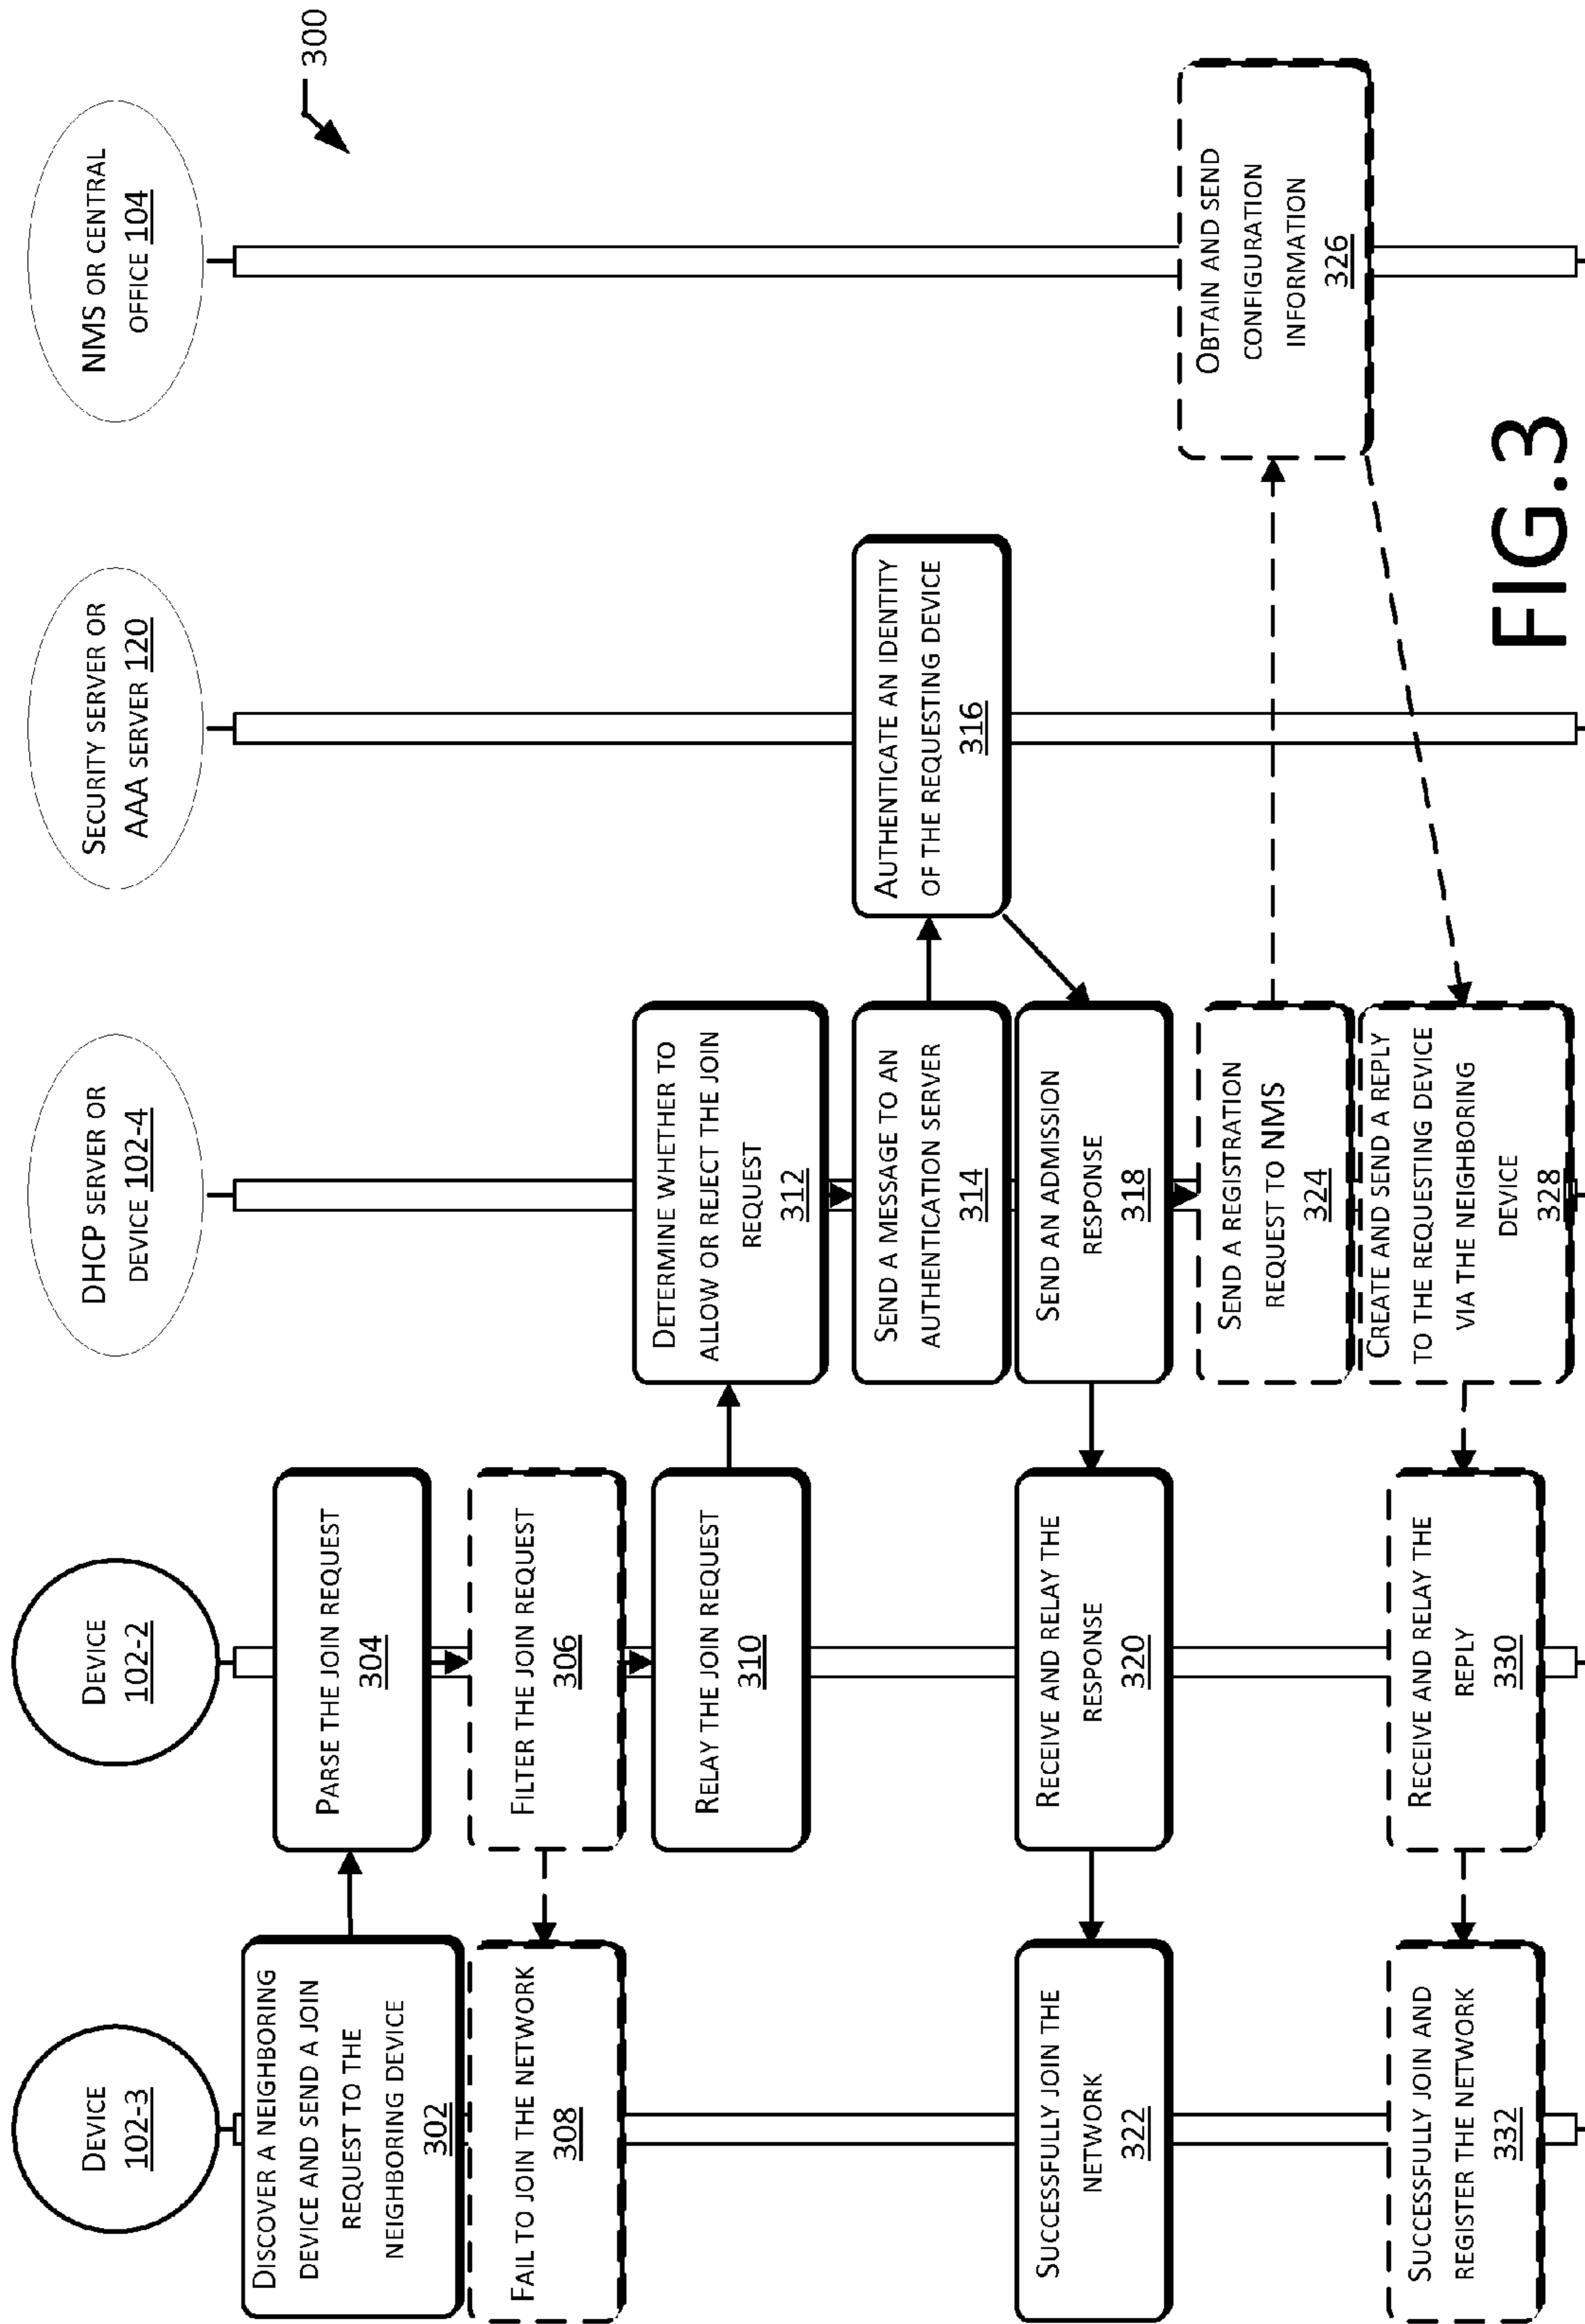 300
DEVICE
102-3
DEVICE
102-2
DHCP SERVER OR
DEVICE 102-4
SECURITY SERVER OR
AAA SERVER 120
NMS OR CENTRAL
OFFICE 104
DISCOVER A NEIGHBORING
DEVICE AND SEND A JOIN
REQUEST TO THE
NEIGHBORING DEVICE
302
PARSE THE JOIN REQUEST
304
FILTER THE JOIN REQUEST
306
FAIL TO JOIN THE NETWORK
308
RELAY THE JOIN REQUEST
310
DETERMINE WHETHER TO
ALLOW OR REJECT THE JOIN
REQUEST
312
SEND A MESSAGE TO AN
AUTHENTICATION SERVER
314
AUTHENTICATE AN IDENTITY
OF THE REQUESTING DEVICE
316
SEND AN ADMISSION
RESPONSE
318
RECEIVE AND RELAY THE
RESPONSE
320
SUCCESSFULLY JOIN THE
NETWORK
322
SEND A REGISTRATION
REQUEST TO NMS
324
OBTAIN AND SEND
CONFIGURATION
INFORMATION
326
CREATE AND SEND A REPLY
TO THE REQUESTING DEVICE
VIA THE NEIGHBORING
DEVICE
328
RECEIVE AND RELAY THE
REPLY
330
SUCCESSFULLY JOIN AND
REGISTER THE NETWORK
332
FIG.3